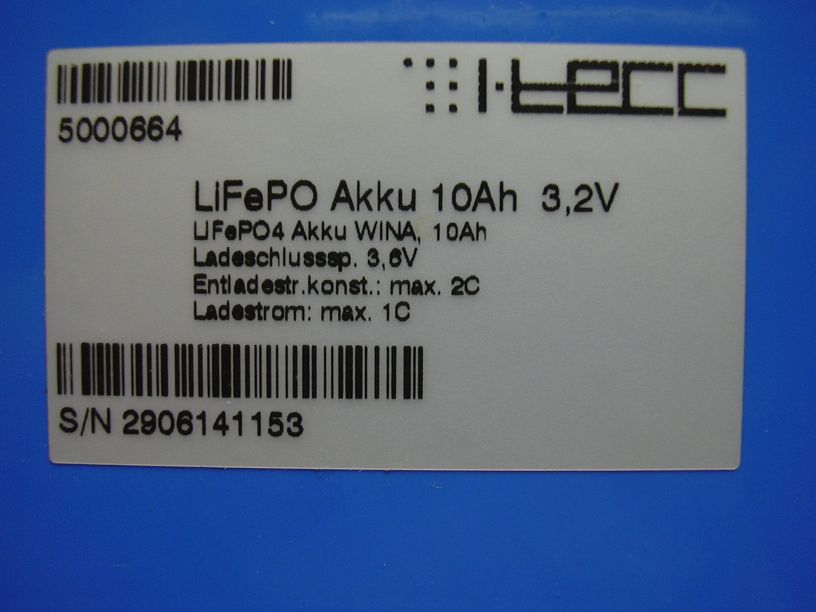 i-tecc
5000664
LiFePO Akku 10Ah 3,2V
LiFePO4 Akku WINA, 10Ah
Ladeschlusssp. 3,6V
Entladestr.konst.: max. 2C
Ladestrom: max. 1C
S/N 2906141153